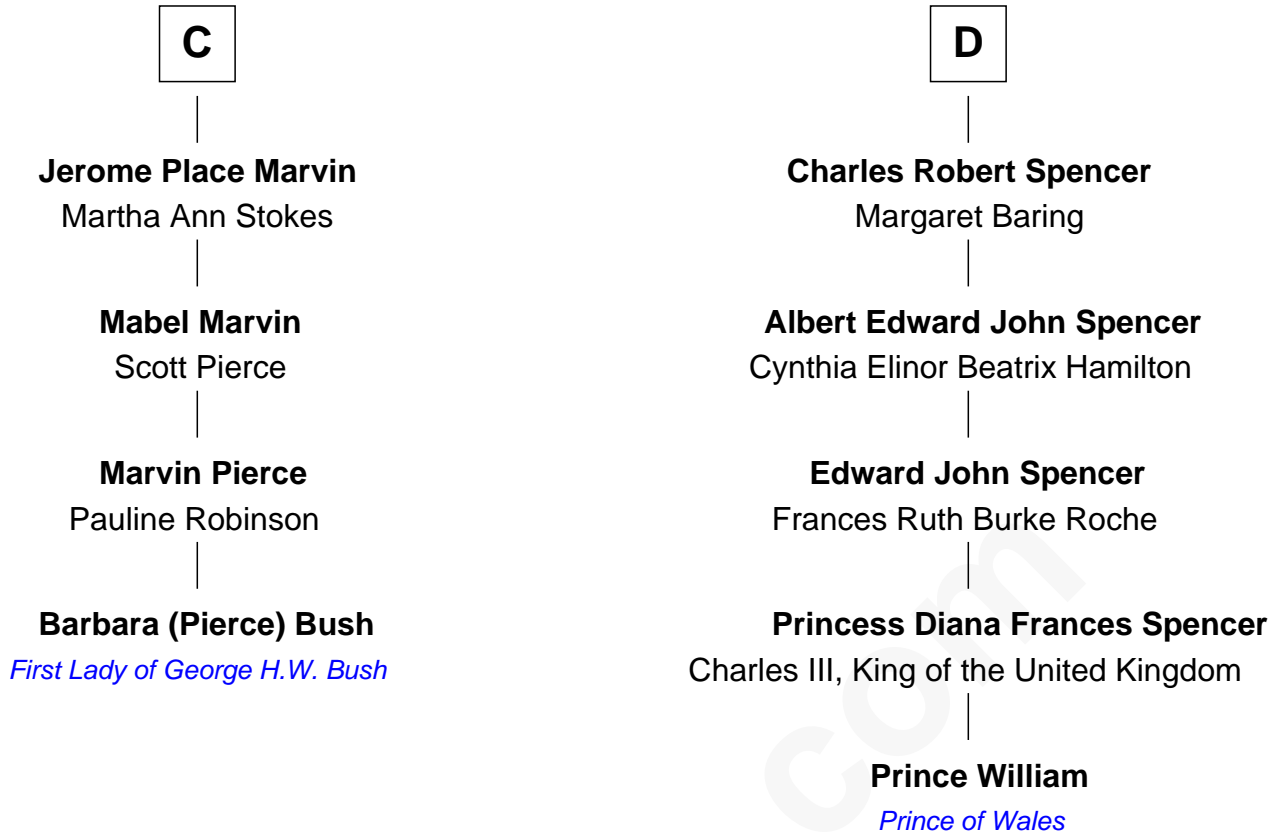 C
Jerome Place Marvin
Martha Ann Stokes
Mabel Marvin
Scott Pierce
Marvin Pierce
Pauline Robinson
Barbara (Pierce) Bush
First Lady of George H.W. Bush
D
Charles Robert Spencer
Margaret Baring
Albert Edward John Spencer
Cynthia Elinor Beatrix Hamilton
Edward John Spencer
Frances Ruth Burke Roche
Princess Diana Frances Spencer
Charles III, King of the United Kingdom
Prince William
Prince of Wales
com